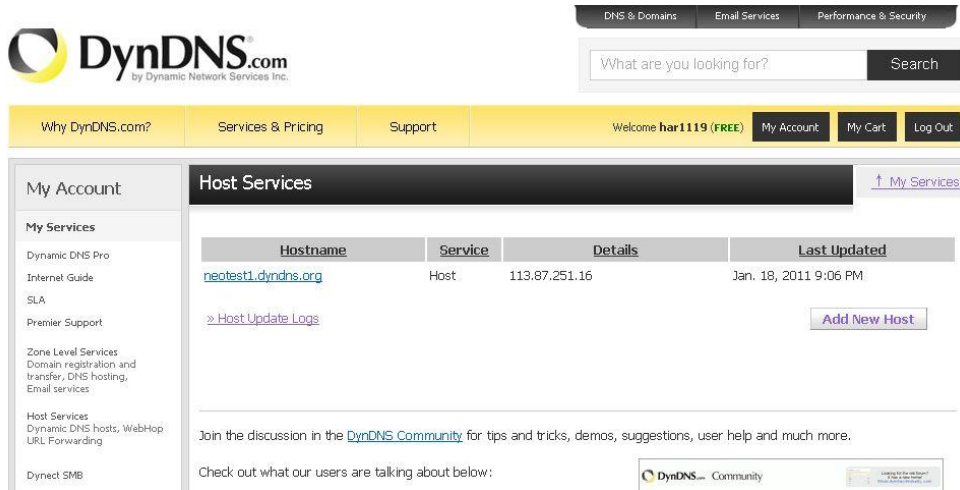 DNS & Domains Email Services Performance & Security
DynDNS.com
by Dynamic Network Services Inc.
What are you looking for? Search
Why DynDNS.com? Services & Pricing Support Welcome har1119 (FREE) My Account My Cart Log Out
My Account
Host Services
↑ My Services
My Services
Hostname Service Details Last Updated
neotest1.dyndns.org Host 113.87.251.16 Jan. 18, 2011 9:06 PM
» Host Update Logs
Add New Host
Dynamic DNS Pro
Internet Guide
SLA
Premier Support
Zone Level Services
Domain registration and
transfer, DNS hosting,
Email services
Host Services
Dynamic DNS hosts, WebHop
URL Forwarding
Dynect SMB
Join the discussion in the DynDNS Community for tips and tricks, demos, suggestions, user help and much more.
Check out what our users are talking about below:
DynDNS Community